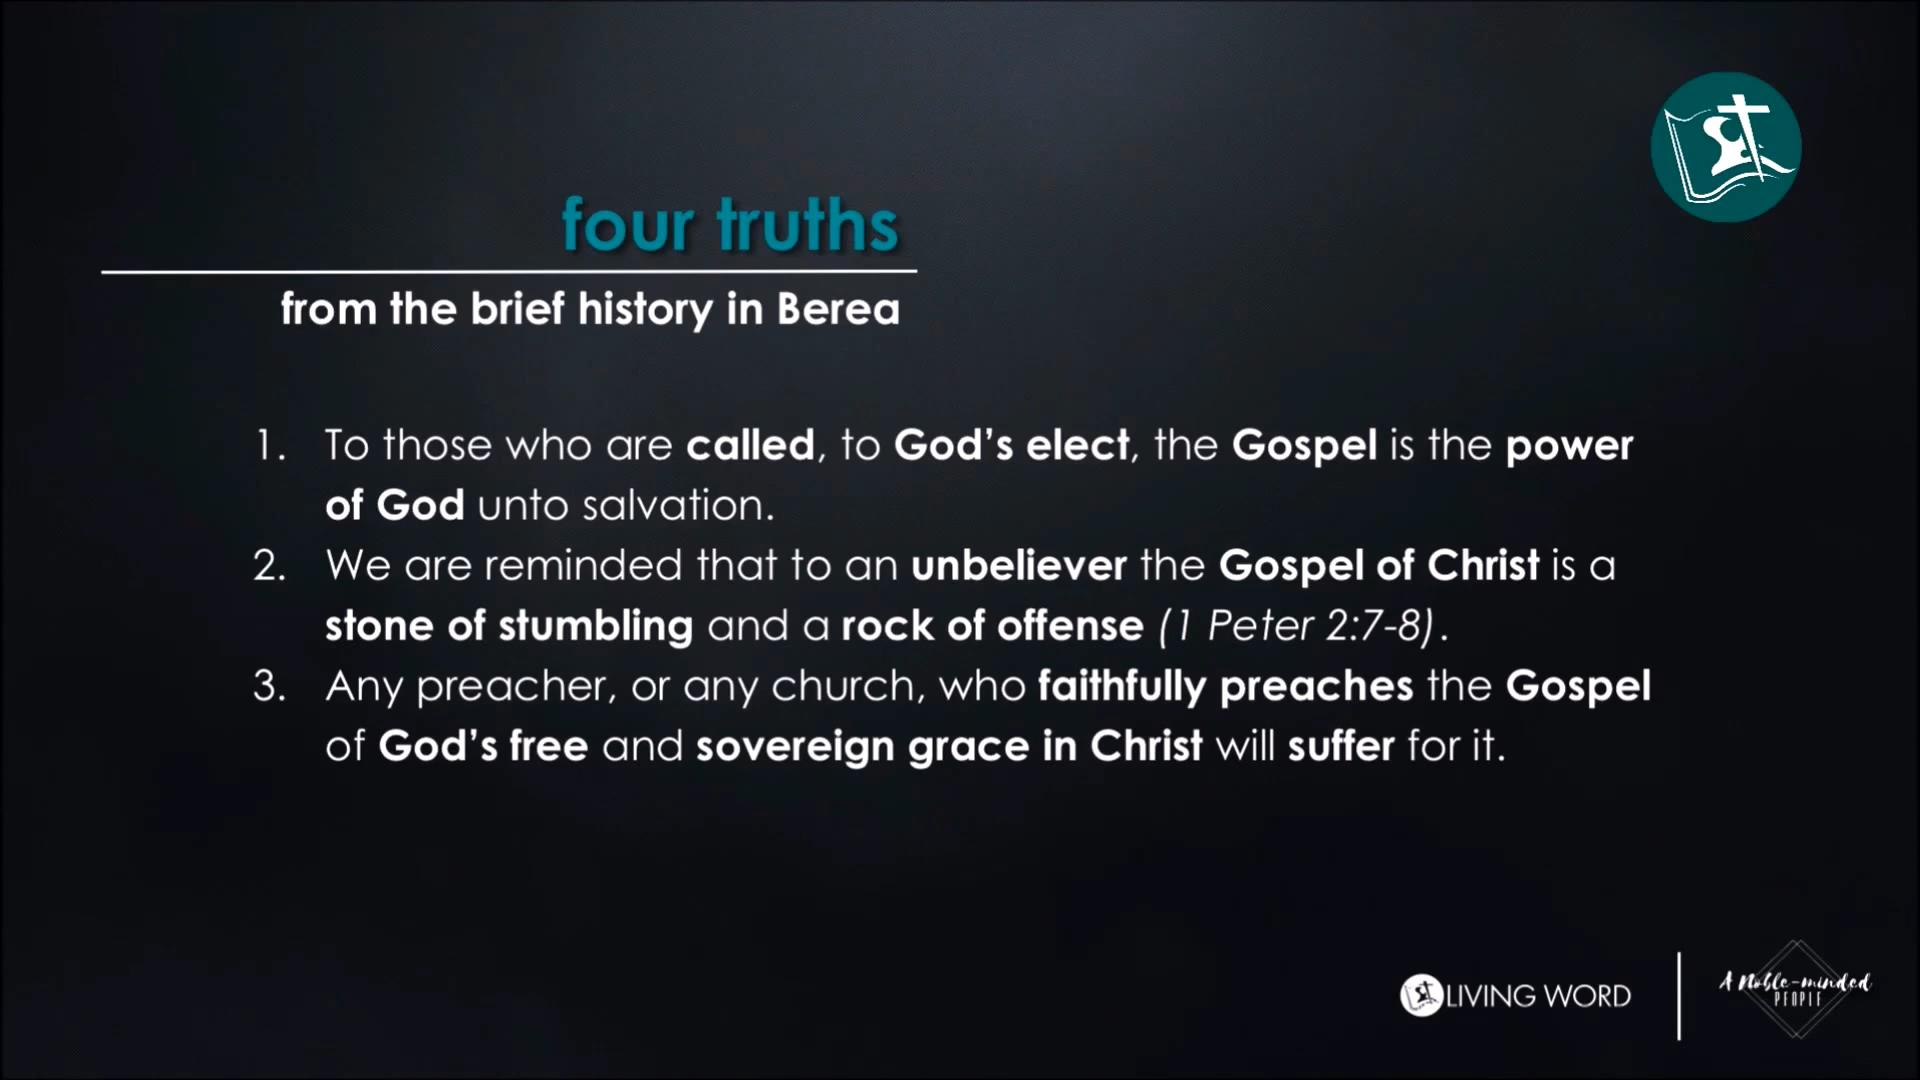 four truths
from the brief history in Berea
1. To those who are called, to God's elect, the Gospel is the power
of God unto salvation.
2. We are reminded that to an unbeliever the Gospel of Christ is a
stone of stumbling and a rock of offense (1 Peter 2:7-8).
3. Any preacher, or any church, who faithfully preaches the Gospel
of God's free and sovereign grace in Christ will suffer for it.
LIVING WORD
A Noble-minded
PEOPLE